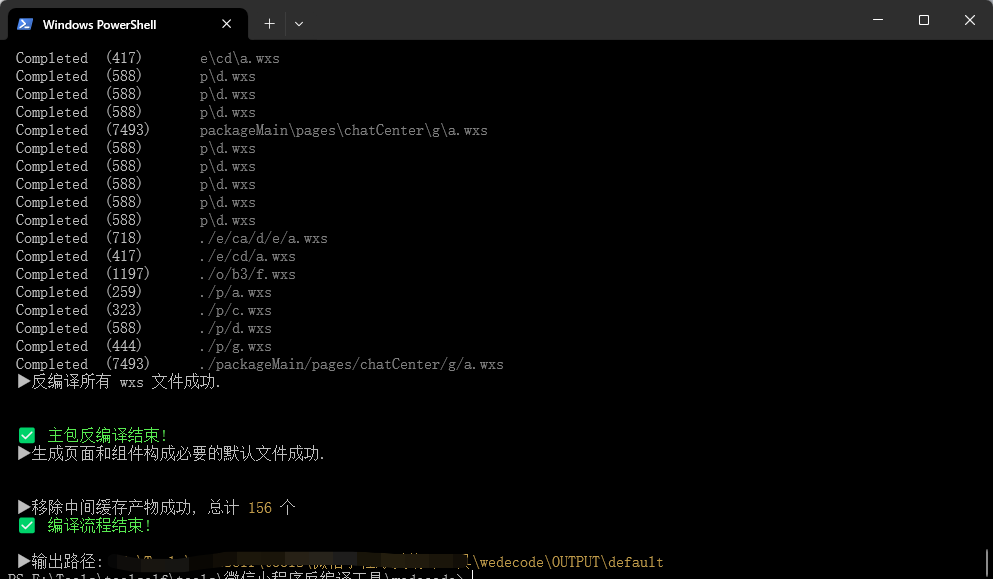 Windows PowerShell
Completed (417) e\cd\a.wxs
Completed (588) p\d.wxs
Completed (588) p\d.wxs
Completed (588) p\d.wxs
Completed (7493) packageMain\pages\chatCenter\g\a.wxs
Completed (588) p\d.wxs
Completed (588) p\d.wxs
Completed (588) p\d.wxs
Completed (588) p\d.wxs
Completed (588) p\d.wxs
Completed (718) ./e/ca/d/e/a.wxs
Completed (417) ./e/cd/a.wxs
Completed (1197) ./o/b3/f.wxs
Completed (259) ./p/a.wxs
Completed (323) ./p/c.wxs
Completed (588) ./p/d.wxs
Completed (444) ./p/g.wxs
Completed (7493) ./packageMain/pages/chatCenter/g/a.wxs
▶反编译所有 wxs 文件成功.
✅ 主包反编译结束!
▶生成页面和组件构成必要的默认文件成功.
▶移除中间缓存产物成功, 总计 156 个
✅ 编译流程结束!
▶输出路径: \wedecode\OUTPUT\default
PS E:\Tools\toolself\tools\微信小程序反编译工具\wedecode>